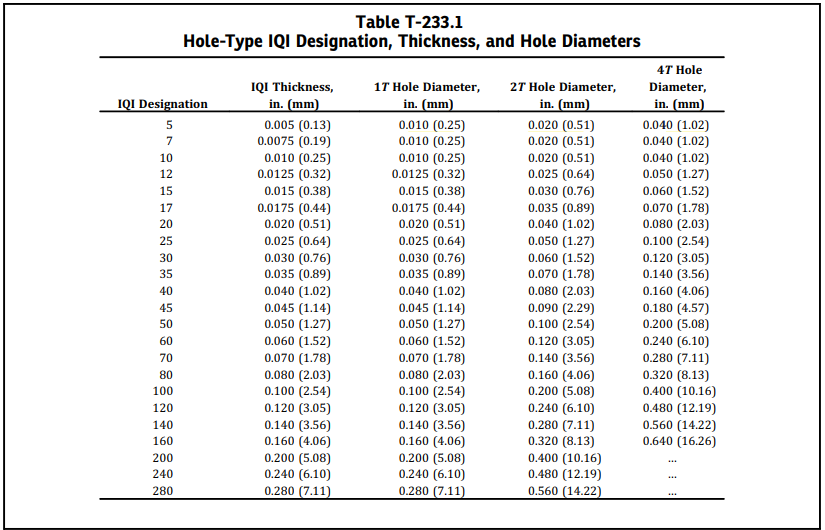 Table T-233.1
Hole-Type IQI Designation, Thickness, and Hole Diameters
IQI Designation IQI Thickness, in. (mm) 1T Hole Diameter, in. (mm) 2T Hole Diameter, in. (mm) 4T Hole Diameter, in. (mm)
5 0.005 (0.13) 0.010 (0.25) 0.020 (0.51) 0.040 (1.02)
7 0.0075 (0.19) 0.010 (0.25) 0.020 (0.51) 0.040 (1.02)
10 0.010 (0.25) 0.010 (0.25) 0.020 (0.51) 0.040 (1.02)
12 0.0125 (0.32) 0.0125 (0.32) 0.025 (0.64) 0.050 (1.27)
15 0.015 (0.38) 0.015 (0.38) 0.030 (0.76) 0.060 (1.52)
17 0.0175 (0.44) 0.0175 (0.44) 0.035 (0.89) 0.070 (1.78)
20 0.020 (0.51) 0.020 (0.51) 0.040 (1.02) 0.080 (2.03)
25 0.025 (0.64) 0.025 (0.64) 0.050 (1.27) 0.100 (2.54)
30 0.030 (0.76) 0.030 (0.76) 0.060 (1.52) 0.120 (3.05)
35 0.035 (0.89) 0.035 (0.89) 0.070 (1.78) 0.140 (3.56)
40 0.040 (1.02) 0.040 (1.02) 0.080 (2.03) 0.160 (4.06)
45 0.045 (1.14) 0.045 (1.14) 0.090 (2.29) 0.180 (4.57)
50 0.050 (1.27) 0.050 (1.27) 0.100 (2.54) 0.200 (5.08)
60 0.060 (1.52) 0.060 (1.52) 0.120 (3.05) 0.240 (6.10)
70 0.070 (1.78) 0.070 (1.78) 0.140 (3.56) 0.280 (7.11)
80 0.080 (2.03) 0.080 (2.03) 0.160 (4.06) 0.320 (8.13)
100 0.100 (2.54) 0.100 (2.54) 0.200 (5.08) 0.400 (10.16)
120 0.120 (3.05) 0.120 (3.05) 0.240 (6.10) 0.480 (12.19)
140 0.140 (3.56) 0.140 (3.56) 0.280 (7.11) 0.560 (14.22)
160 0.160 (4.06) 0.160 (4.06) 0.320 (8.13) 0.640 (16.26)
200 0.200 (5.08) 0.200 (5.08) 0.400 (10.16) ...
240 0.240 (6.10) 0.240 (6.10) 0.480 (12.19) ...
280 0.280 (7.11) 0.280 (7.11) 0.560 (14.22) ...